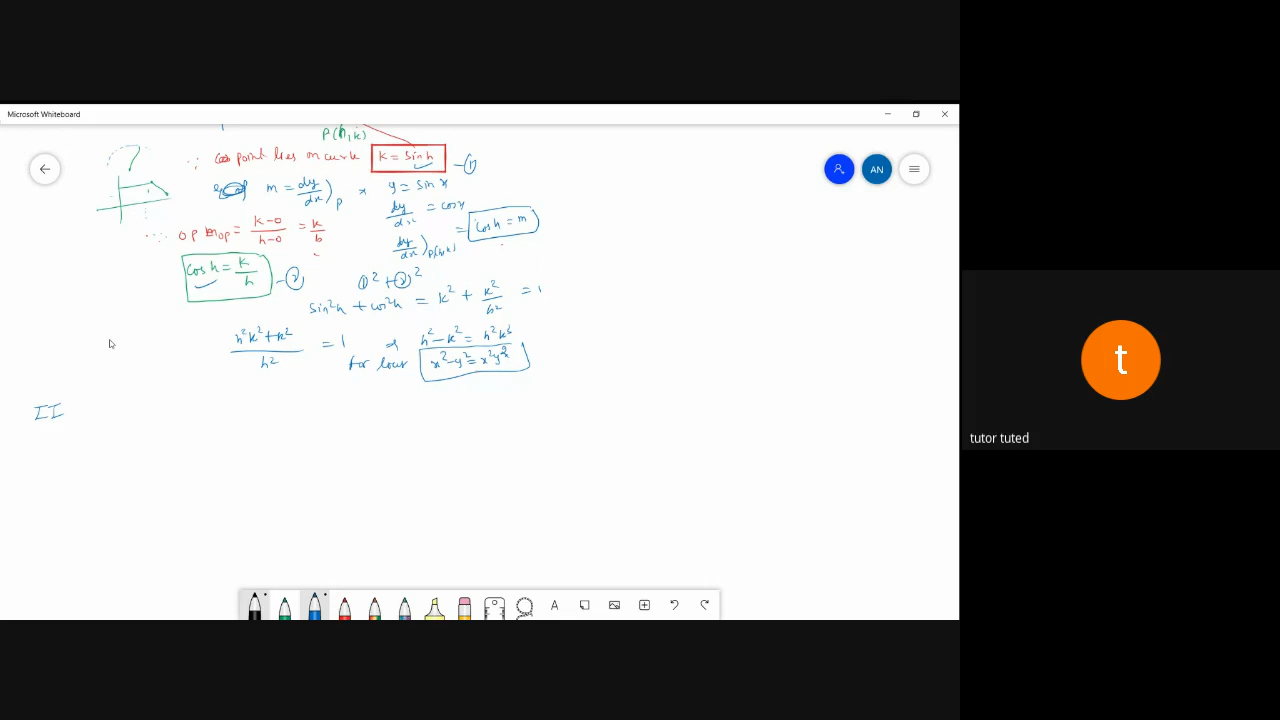 Microsoft Whiteboard
P(h,k)
∵ point lies on curve k = sin h — ①
m = dy/dx)P y = sin x
dy/dx = cos x
∵ OP mop = k-0/h-0 = k/h
dy/dx)P(h,k) = cos h = m
cos h = k/h — ②
①² + ②²
sin²h + cos²h = k² + k²/h² = 1
h²k² + k²/h² = 1 ⇒ h² - k² = h²k²
for locus x² - y² = x²y²
II
AN
A
t
tutor tuted